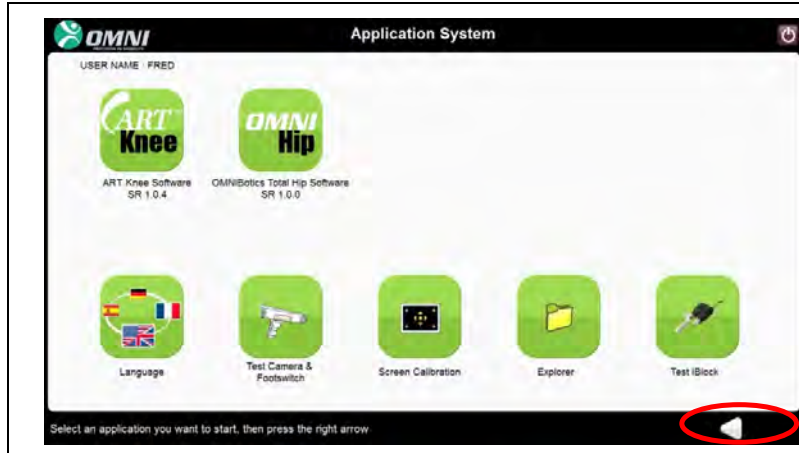 OMNI
Application System
USER NAME : FRED
ART
Knee
OMNI
Hip
ART Knee Software
SR 1.0.4
OMNIBotics Total Hip Software
SR 1.0.0
Language
Test Camera &
Footswitch
Screen Calibration
Explorer
Test iBlock
Select an application you want to start, then press the right arrow